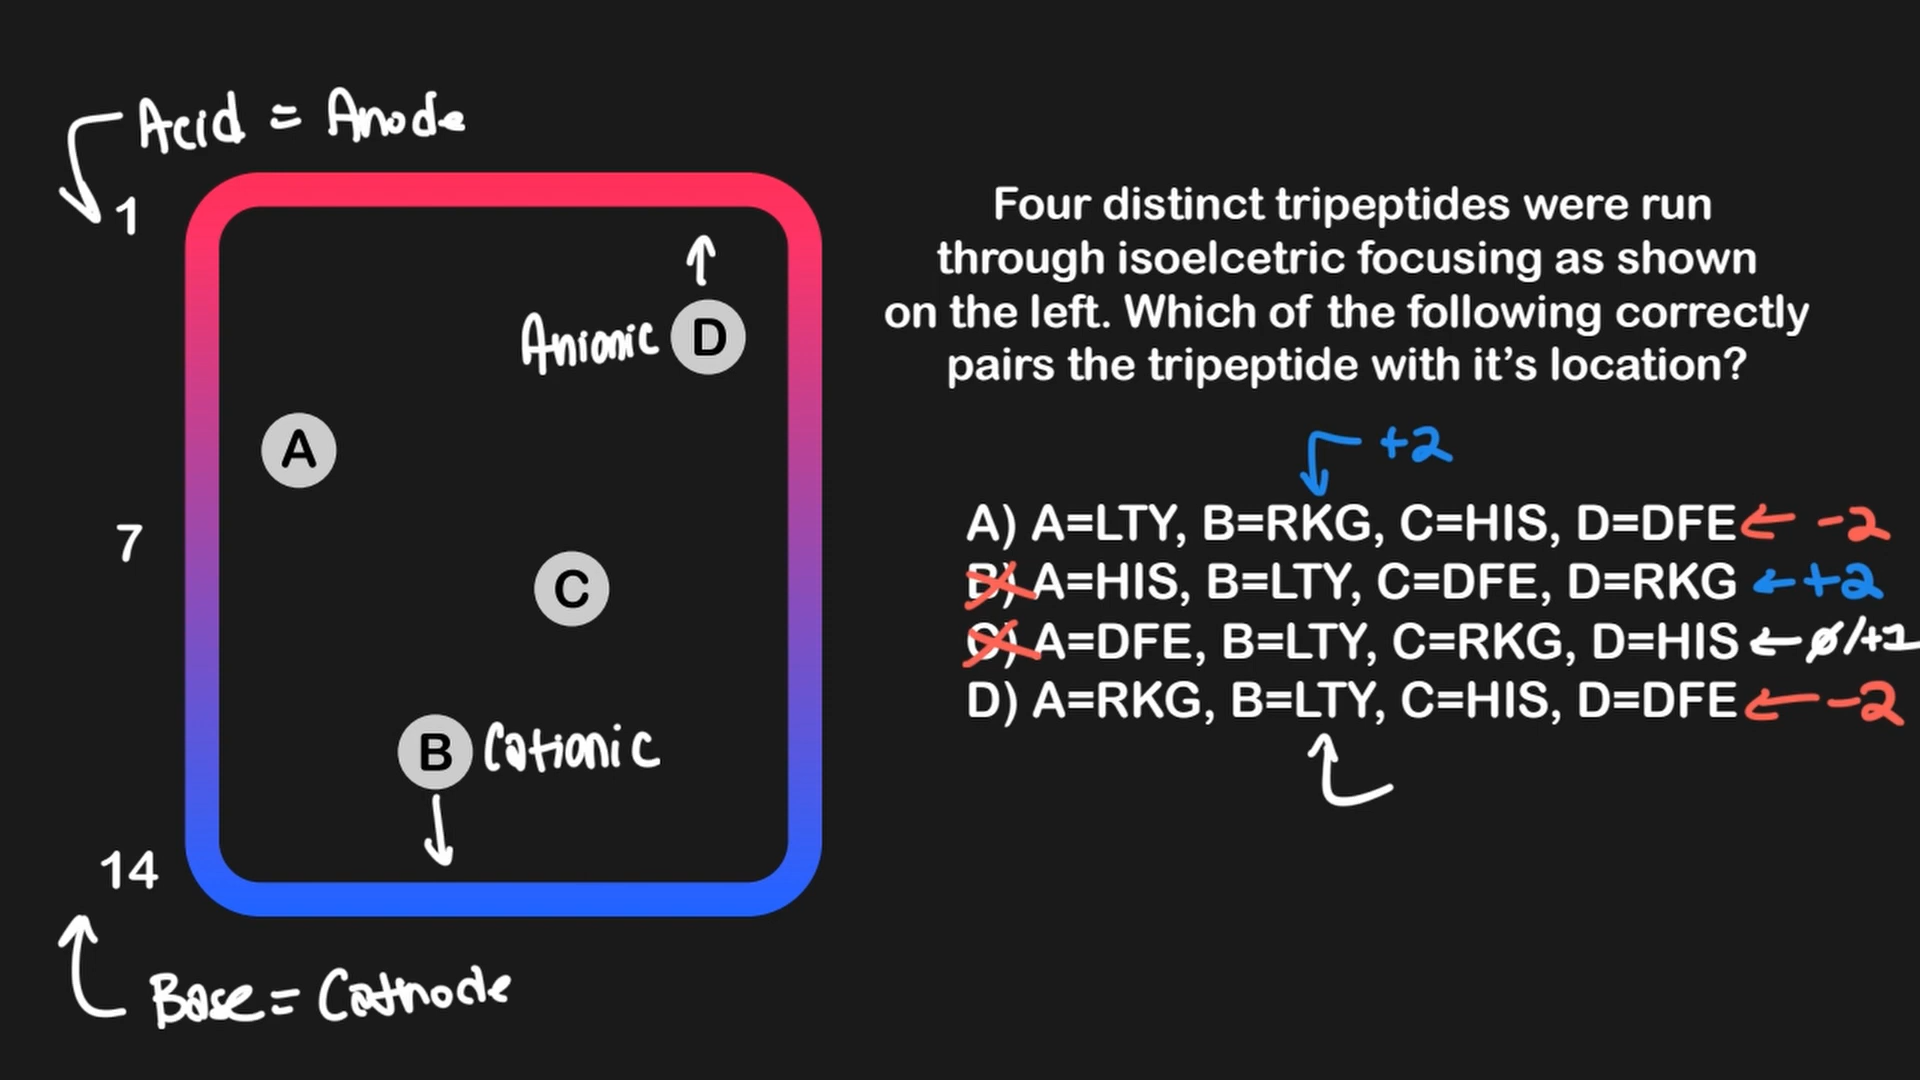 Acid = Anode
1
Anionic D
A
7
C
B Cationic
14
Base = Cathode
Four distinct tripeptides were run
through isoelcetric focusing as shown
on the left. Which of the following correctly
pairs the tripeptide with it's location?
+2
A) A=LTY, B=RKG, C=HIS, D=DFE ← -2
B) A=HIS, B=LTY, C=DFE, D=RKG ← +2
C) A=DFE, B=LTY, C=RKG, D=HIS ← ø/+1
D) A=RKG, B=LTY, C=HIS, D=DFE ← -2